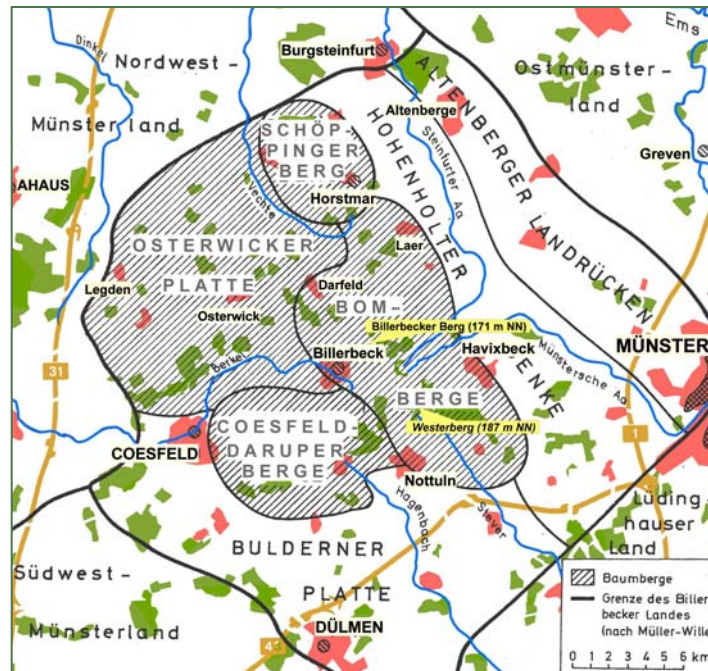 Dinkel
Nordwest-
Münster land
Burgsteinfurt
Ems
Ostmünster-
land
Altenberge
ALTENBERGER LANDRÜCKEN
Steinfurter Aa
Greven
AHAUS
SCHÖP-
PINGER
BERG
HOHENHOLTER
Horstmar
Vechte
OSTERWICKER
PLATTE
Laer
Legden
Darfeld
BOM-
Osterwick
Billerbecker Berg (171 m NN)
Billerbeck
Havixbeck
MÜNSTER
Berkel
Münstersche Aa
31
BERGE
Westerberg (187 m NN)
1
COESFELD
COESFELD-
DARUPER
BERGE
Nottuln
Hagenbach
Stever
Lüding-
hauser
Land
BULDERNER
PLATTE
Südwest-
Münsterland
43
DÜLMEN
Baumberge
Grenze des Biller-
becker Landes
(nach Müller-Wille
0 1 2 3 4 5 6 km